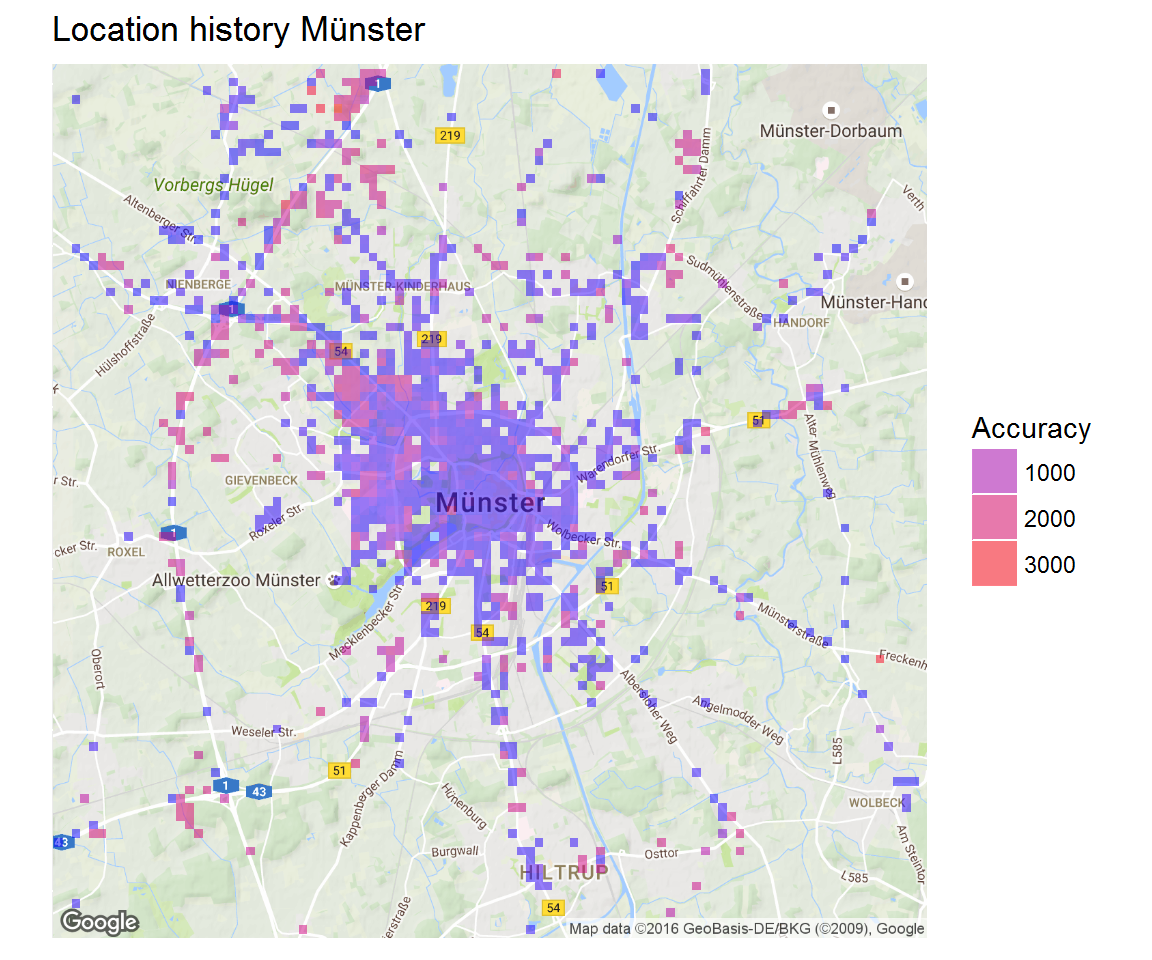 Location history Münster
1
219
Münster-Dorbaum
Schiffahrter Damm
Vorbergs Hügel
Verth
Altenberger Str.
Sudmühlenstraße
NIENBERGE
MÜNSTER-KINDERHAUS
Münster-Hand
1
HANDORF
Hülshoffstraße
219
54
51
Accuracy
Alter Mühlenweg
Warendorfer Str.
1000
r Str.
GIEVENBECK
Münster
2000
Roxeler Str.
1
Wolbecker Str.
cker Str.
ROXEL
3000
Allwetterzoo Münster
51
219
Mecklenbecker Str.
54
Münsterstraße
Freckenh
Oberort
Albersloher Weg
Angelmodder Weg
Weseler Str.
L585
51
1
43
Kappenberger Damm
Hünenburg
WOLBECK
43
Am Steintor
Burgwall
Osttor
HILTRUP
L585
54
erstraße
Google
Map data ©2016 GeoBasis-DE/BKG (©2009), Google